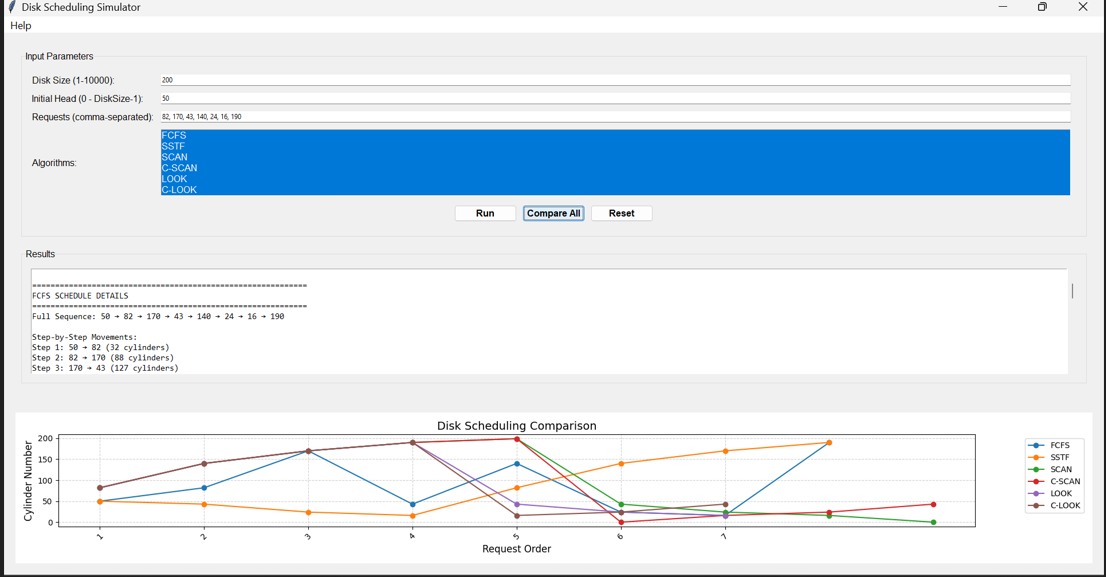 Disk Scheduling Simulator
Help
Input Parameters
Disk Size (1-10000):
200
Initial Head (0 - DiskSize-1):
50
Requests (comma-separated):
82, 170, 43, 140, 24, 16, 190
Algorithms:
FCFS
SSTF
SCAN
C-SCAN
LOOK
C-LOOK
Run
Compare All
Reset
Results
============================================================
FCFS SCHEDULE DETAILS
============================================================
Full Sequence: 50 → 82 → 170 → 43 → 140 → 24 → 16 → 190
Step-by-Step Movements:
Step 1: 50 → 82 (32 cylinders)
Step 2: 82 → 170 (88 cylinders)
Step 3: 170 → 43 (127 cylinders)
Disk Scheduling Comparison
Cylinder Number
200
150
100
50
0
1
2
3
4
5
6
7
Request Order
FCFS
SSTF
SCAN
C-SCAN
LOOK
C-LOOK